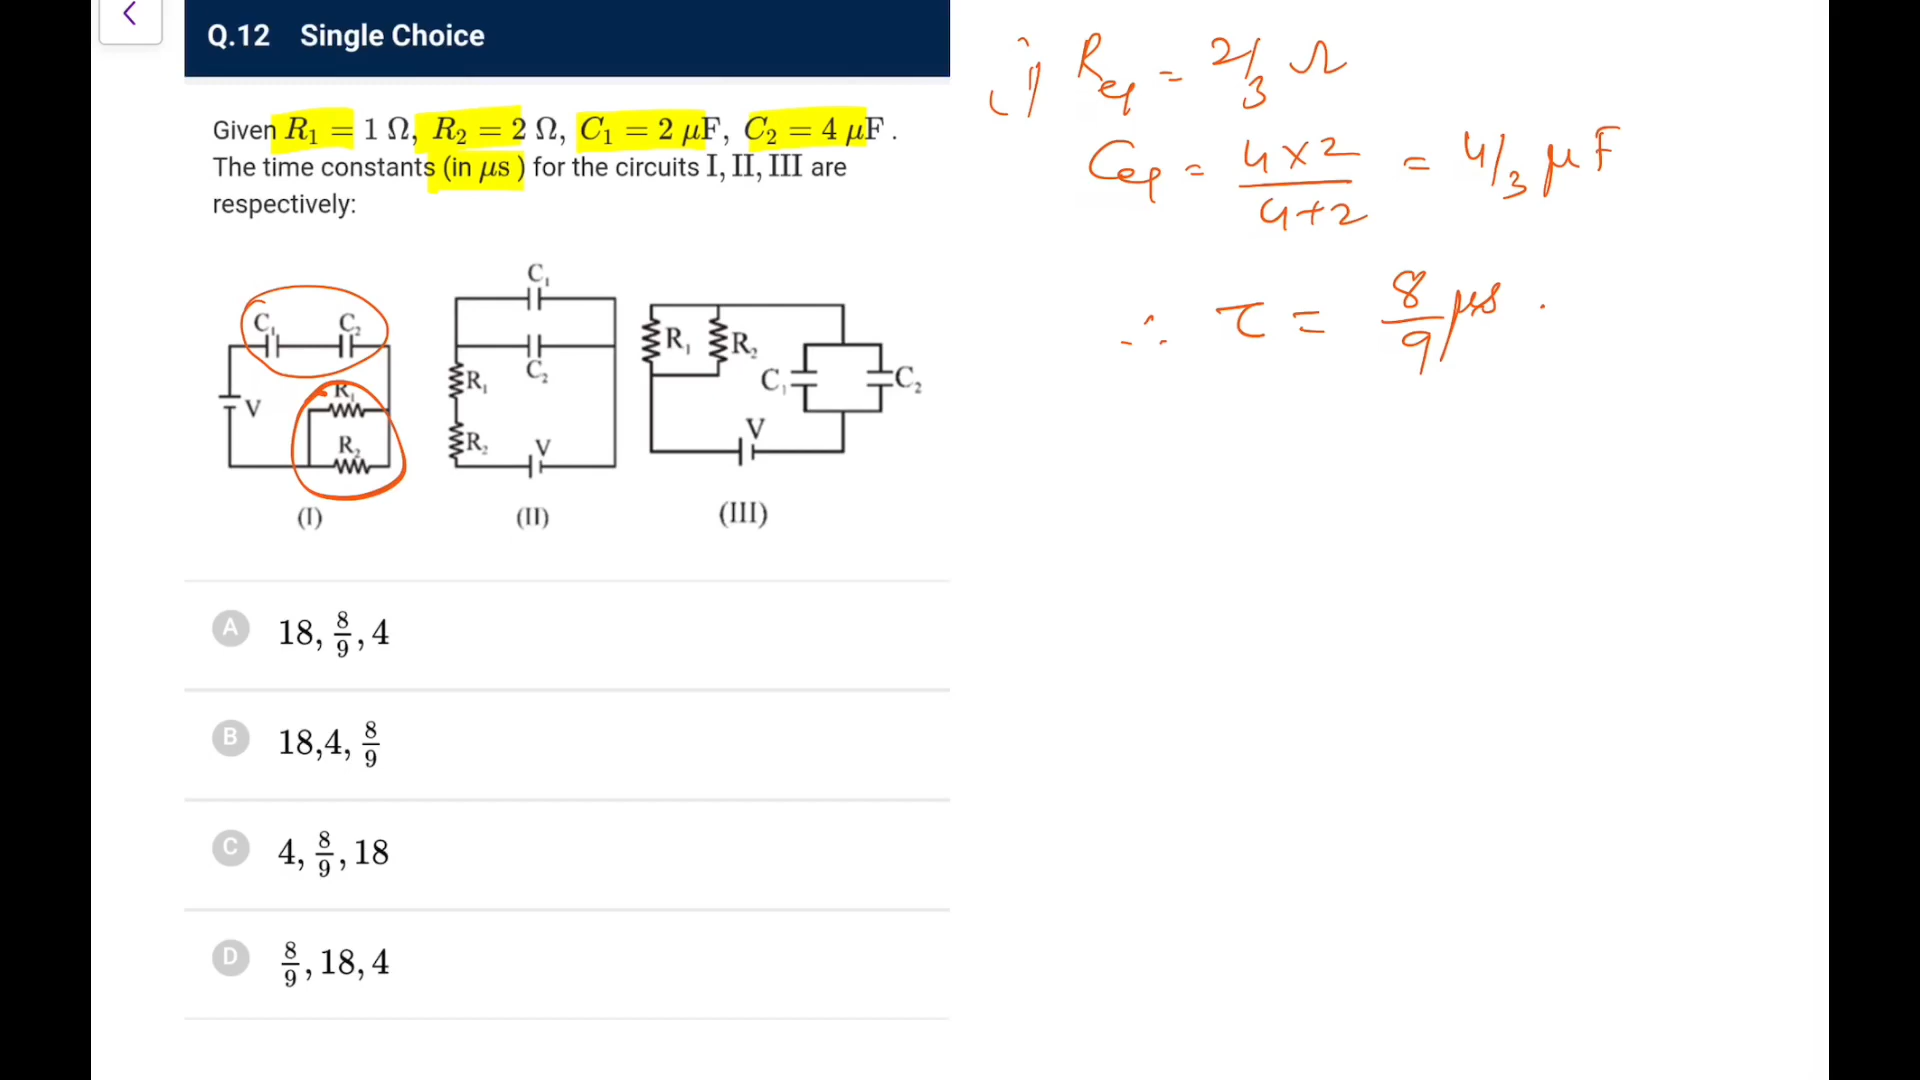 Q.12 Single Choice
Given R₁ = 1 Ω, R₂ = 2 Ω, C₁ = 2 μF, C₂ = 4 μF .
The time constants (in μs ) for the circuits I, II, III are
respectively:
C₁ C₂
V
R₁
R₂
(I)
C₁
C₂
R₁
R₂ V
(II)
R₁ R₂
C₁ C₂
V
(III)
A 18, 8/9, 4
B 18,4, 8/9
C 4, 8/9, 18
D 8/9, 18, 4
i) Req = 2/3 Ω
Ceq = 4×2/4+2 = 4/3 μF
∴ τ = 8/9 μs .